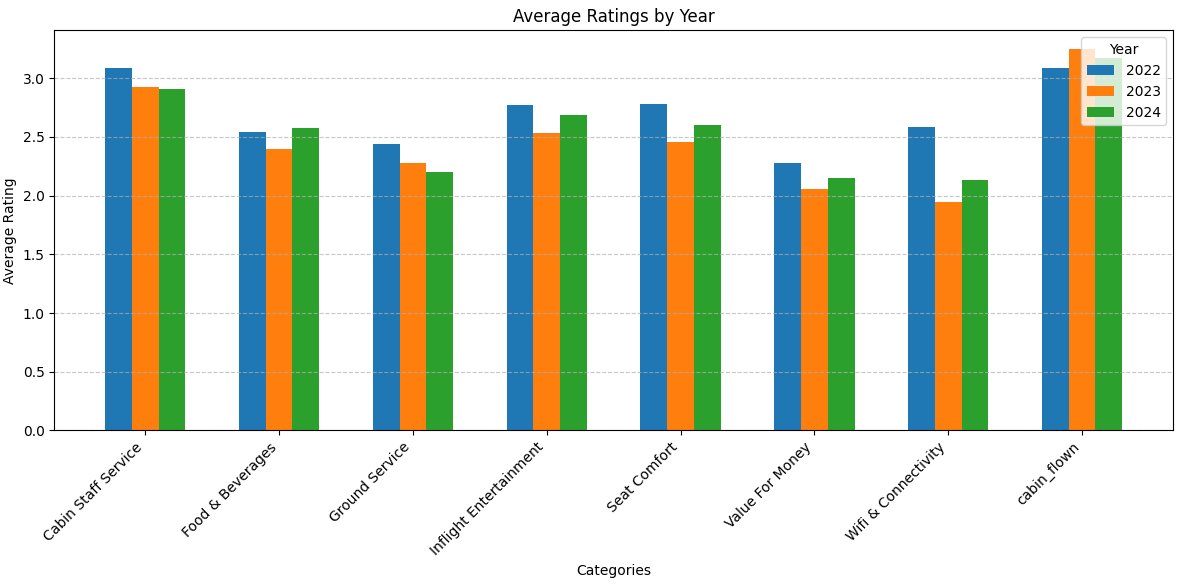 Average Ratings by Year
Average Rating
3.0
2.5
2.0
1.5
1.0
0.5
0.0
Year
2022
2023
2024
Cabin Staff Service
Food & Beverages
Ground Service
Inflight Entertainment
Seat Comfort
Value For Money
Wifi & Connectivity
cabin_flown
Categories